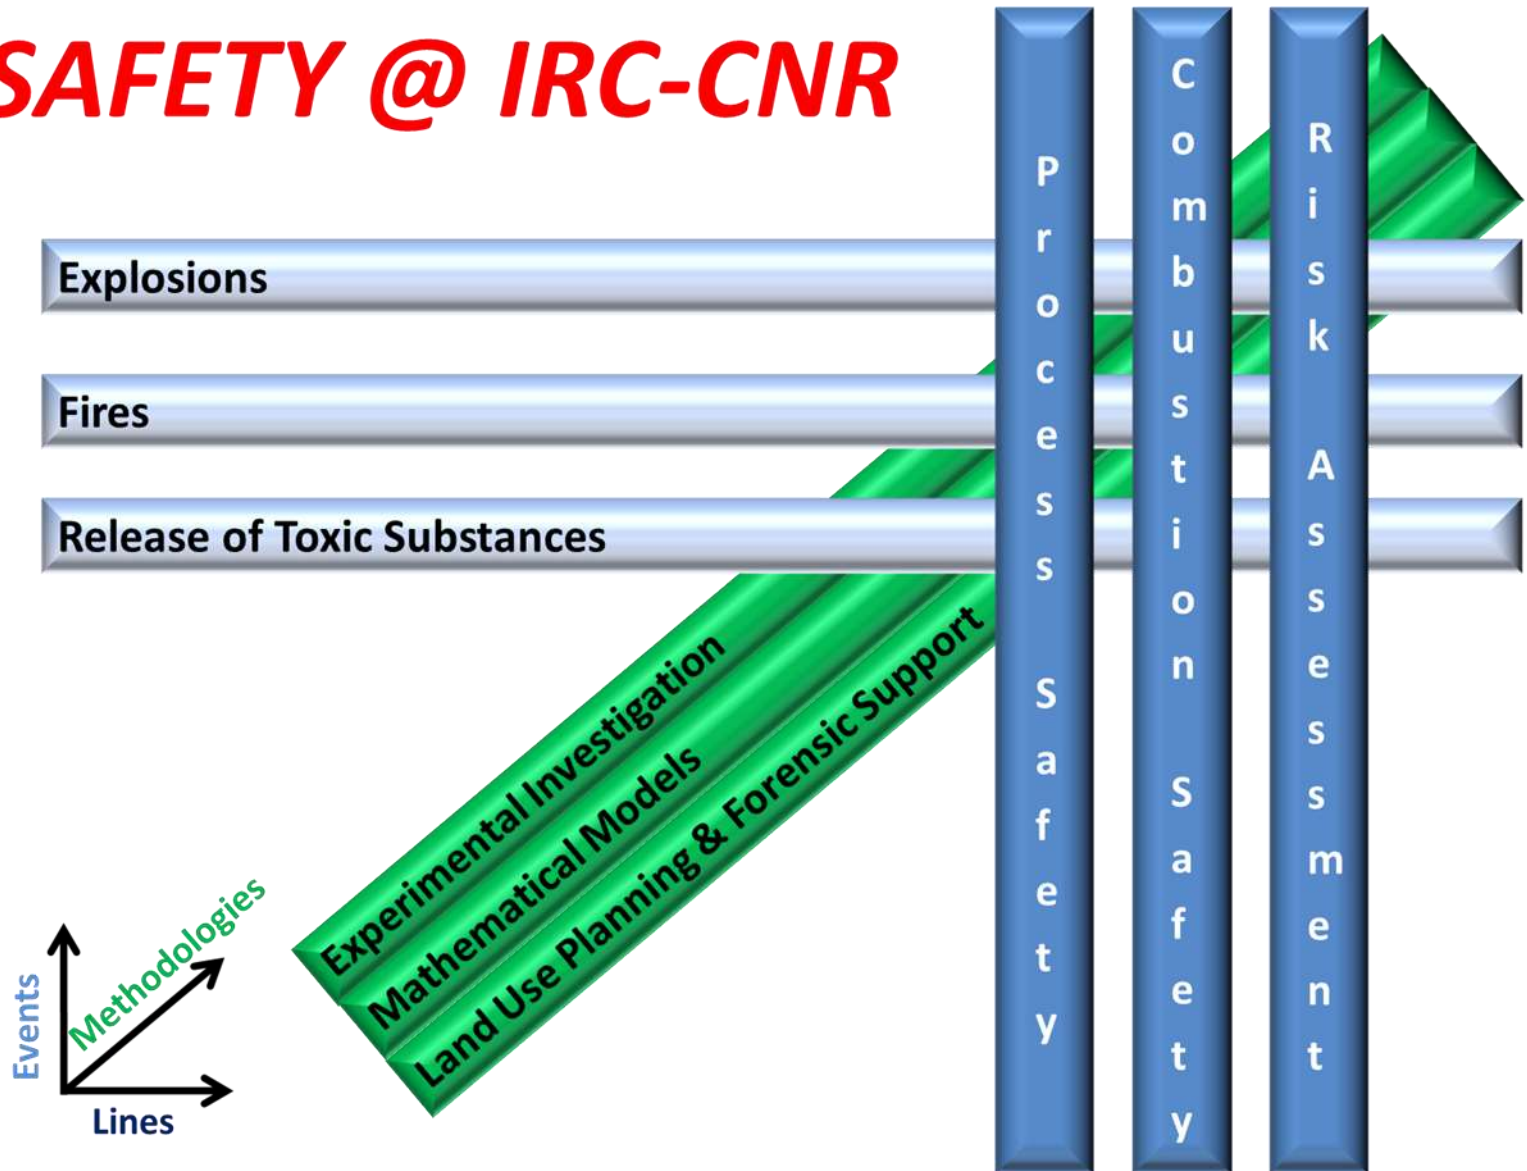 SAFETY @ IRC-CNR
Explosions
Fires
Release of Toxic Substances
Process Safety
Combustion Safety
Risk Assessment
Experimental Investigation
Mathematical Models
Land Use Planning & Forensic Support
Events
Methodologies
Lines